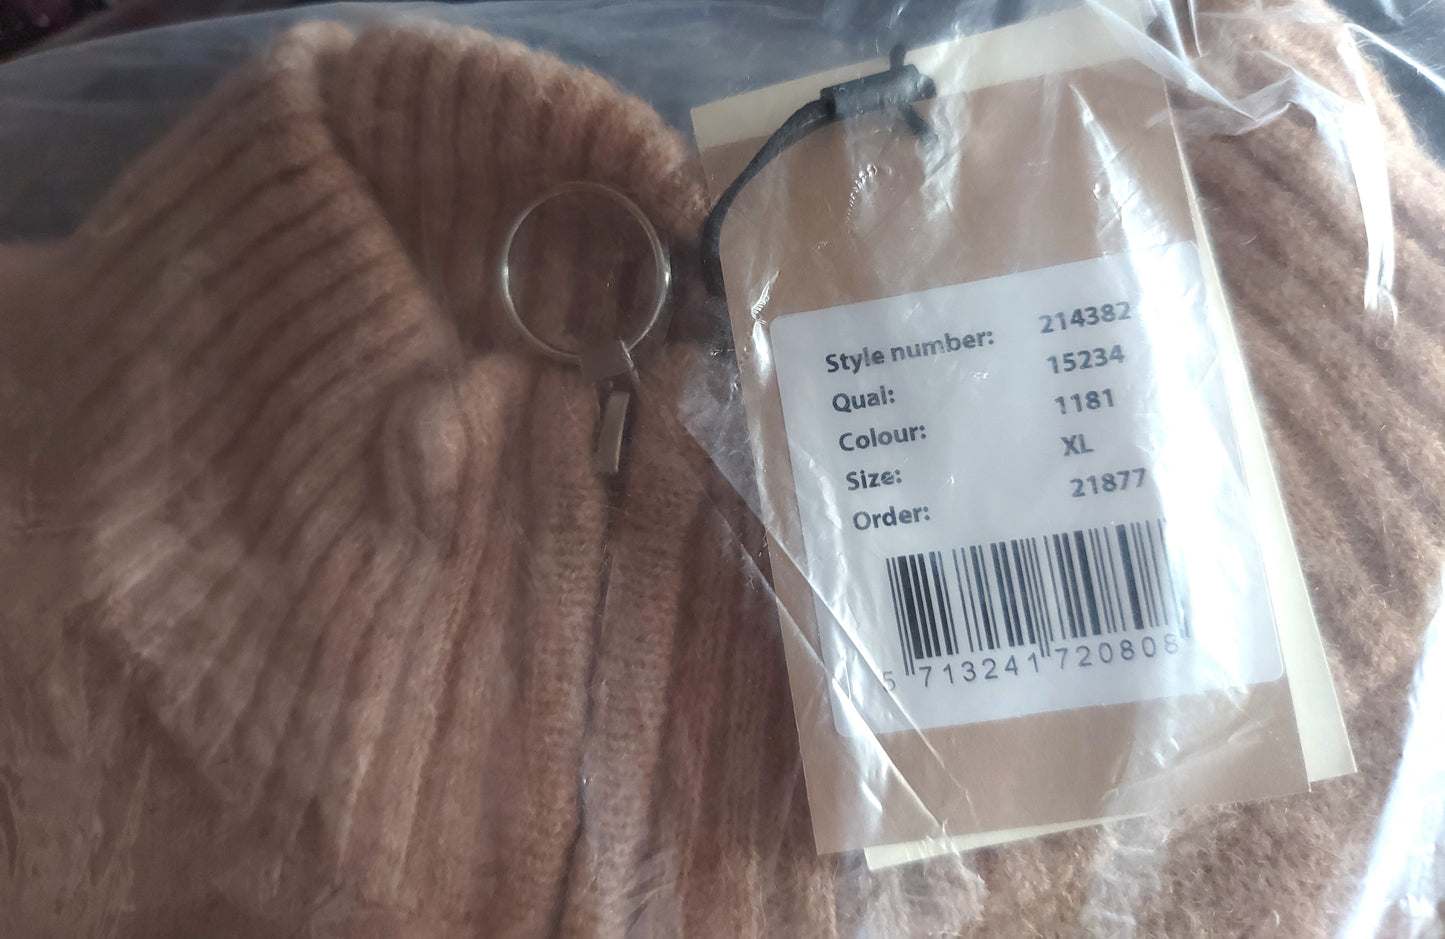 Style number: 214382
Qual: 15234
Colour: 1181
Size: XL
Order: 21877
5 713241 720808